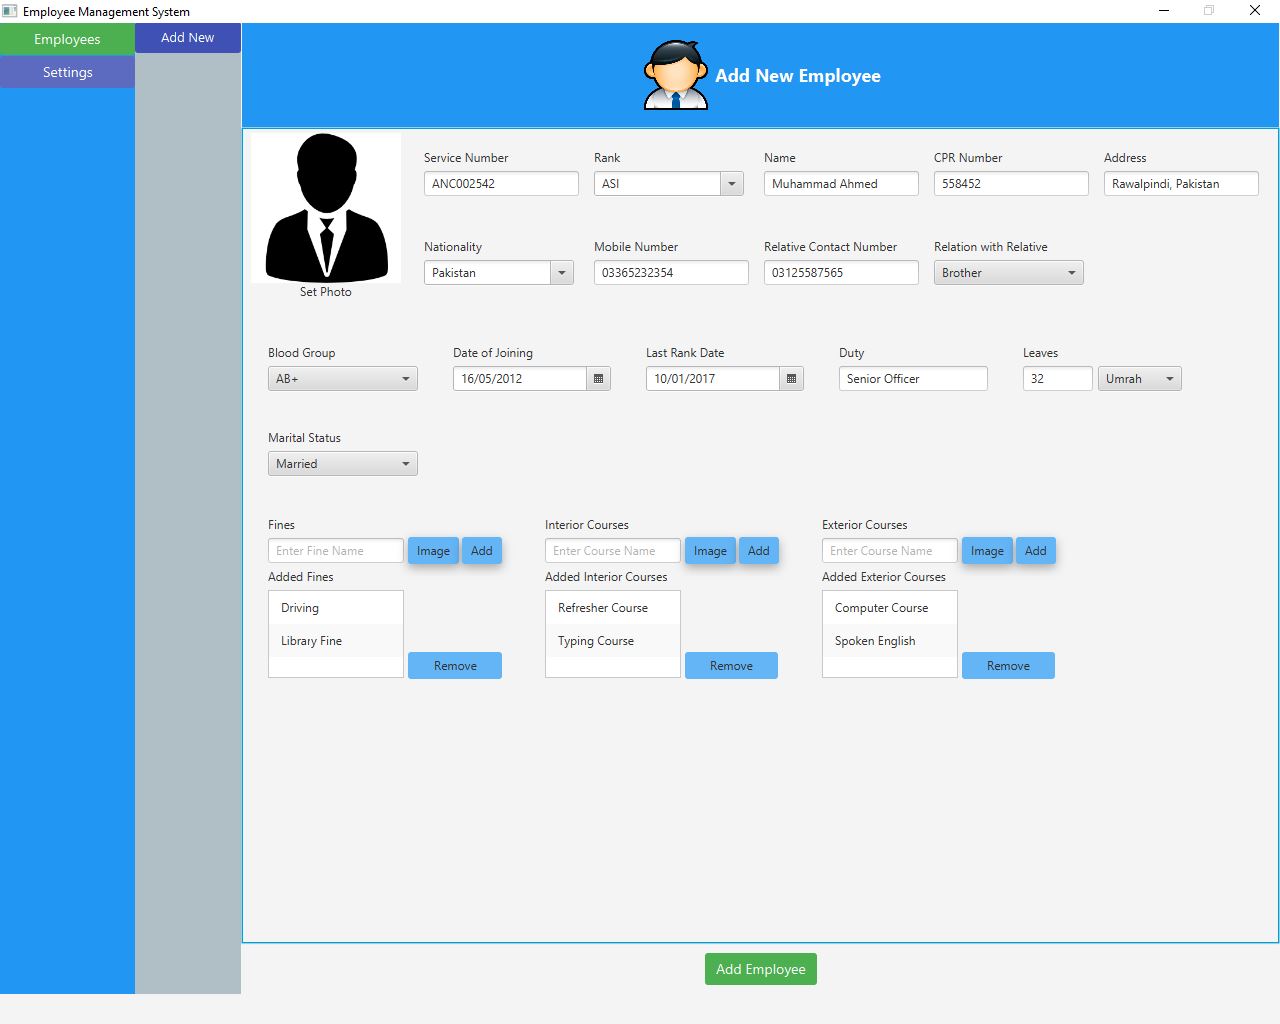 Employee Management System
Employees
Add New
Settings
Add New Employee
Set Photo
Service Number Rank Name CPR Number Address
ANC002542 ASI Muhammad Ahmed 558452 Rawalpindi, Pakistan
Nationality Mobile Number Relative Contact Number Relation with Relative
Pakistan 03365232354 03125587565 Brother
Blood Group Date of Joining Last Rank Date Duty Leaves
AB+ 16/05/2012 10/01/2017 Senior Officer 32 Umrah
Marital Status
Married
Fines Interior Courses Exterior Courses
Enter Fine Name Image Add Enter Course Name Image Add Enter Course Name Image Add
Added Fines Added Interior Courses Added Exterior Courses
Driving Refresher Course Computer Course
Library Fine Typing Course Spoken English
Remove Remove Remove
Add Employee